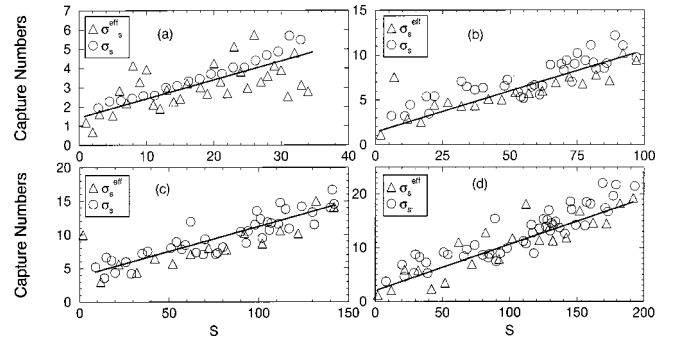 Capture Numbers
7
6
5
4
3
2
1
0
△ σ_s^eff
○ σ_s
(a)
0 10 20 30 40
15
10
5
0
△ σ_s^eff
○ σ_s
(b)
0 25 50 75 100
Capture Numbers
20
15
10
5
0
△ σ_s^eff
○ σ_s
(c)
0 50 100 150
S
20
10
0
△ σ_s^eff
○ σ_s
(d)
0 50 100 150 200
S